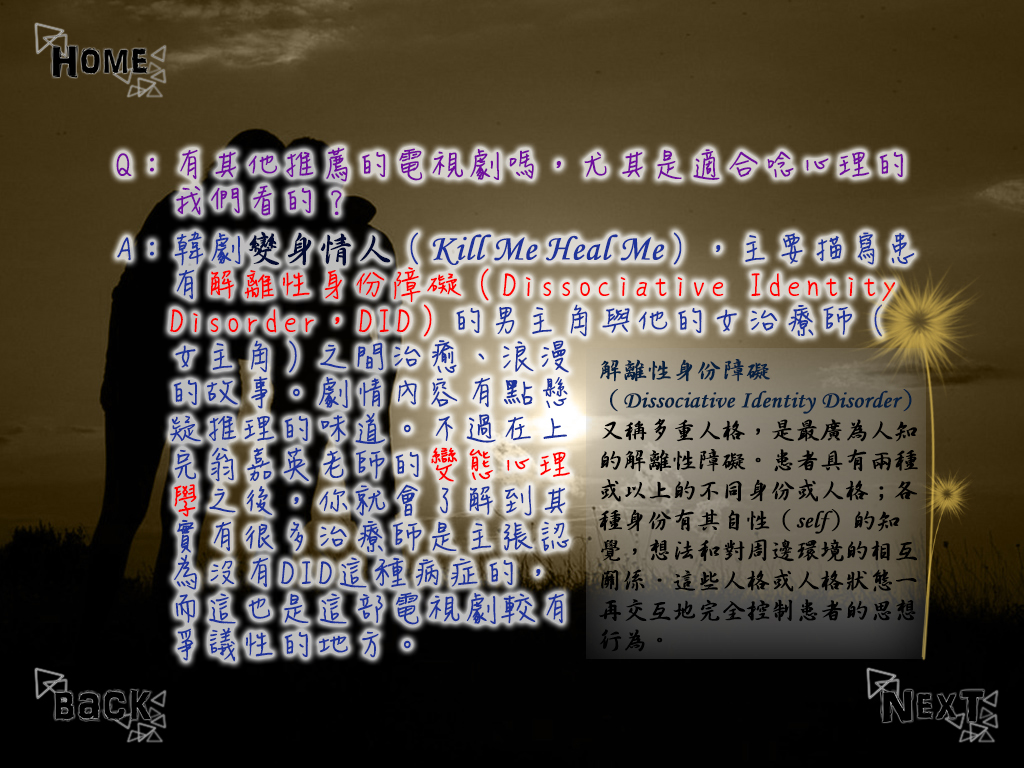 HOME
Q：有其他推薦的電視劇嗎，尤其是適合唸心理的
我們看的？
A：韓劇變身情人（Kill Me Heal Me），主要描寫患
有解離性身份障礙（Dissociative Identity
Disorder，DID）的男主角與他的女治療師（
女主角）之間治癒、浪漫
的故事。劇情內容有點懸
疑推理的味道。不過在上
完翁嘉英老師的變態心理
學之後，你就會了解到其
實有很多治療師是主張認
為沒有DID這種病症的，
而這也是這部電視劇較有
爭議性的地方。
解離性身份障礙
（Dissociative Identity Disorder）
又稱多重人格，是最廣為人知
的解離性障礙。患者具有兩種
或以上的不同身份或人格；各
種身份有其自性（self）的知
覺，想法和對周邊環境的相互
關係．這些人格或人格狀態一
再交互地完全控制患者的思想
行為。
BACK
NEXT